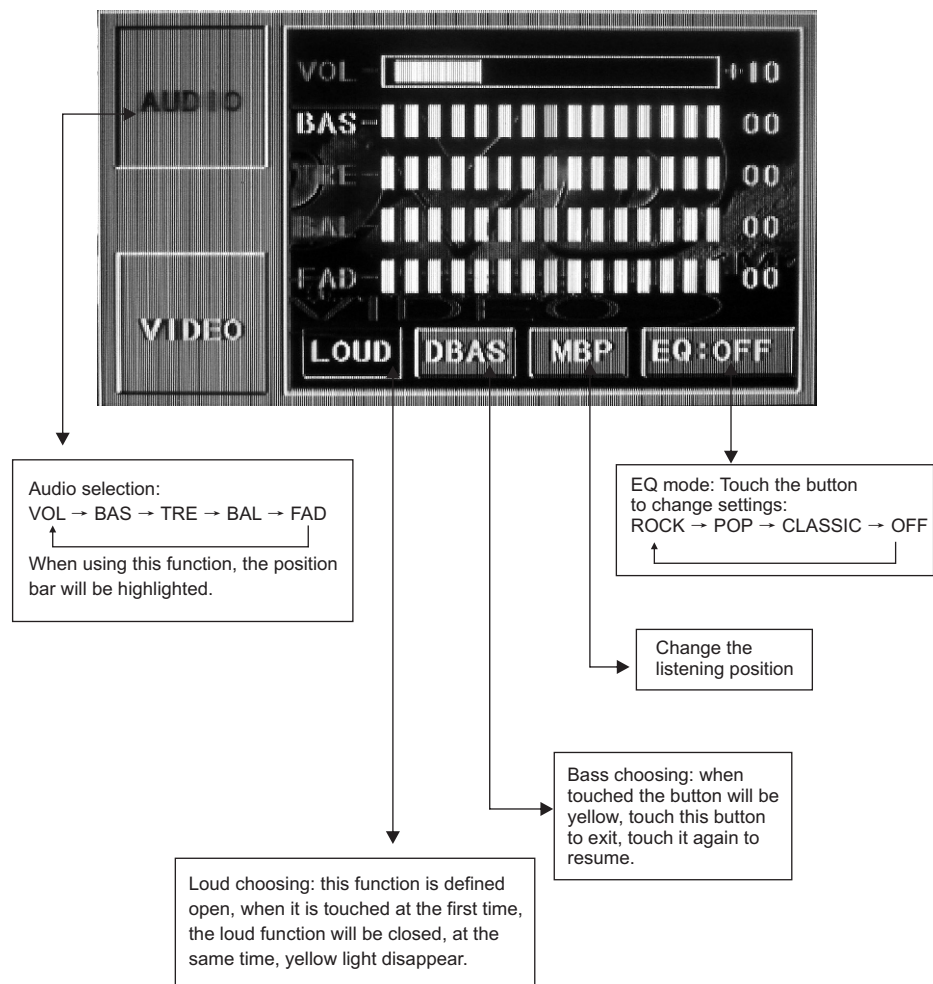 AUDIO
VOL +10
BAS 00
TRE 00
BAL 00
FAD 00
VIDEO
LOUD DBAS MBP EQ:OFF
Audio selection:
VOL → BAS → TRE → BAL → FAD
When using this function, the position
bar will be highlighted.
EQ mode: Touch the button
to change settings:
ROCK → POP → CLASSIC → OFF
Change the
listening position
Bass choosing: when
touched the button will be
yellow, touch this button
to exit, touch it again to
resume.
Loud choosing: this function is defined
open, when it is touched at the first time,
the loud function will be closed, at the
same time, yellow light disappear.